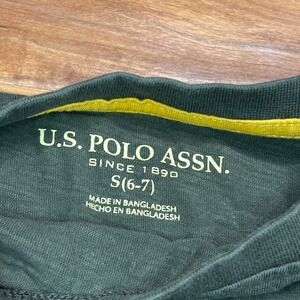 U.S. POLO ASSN.
SINCE 1890
S(6-7)
MADE IN BANGLADESH
HECHO EN BANGLADESH